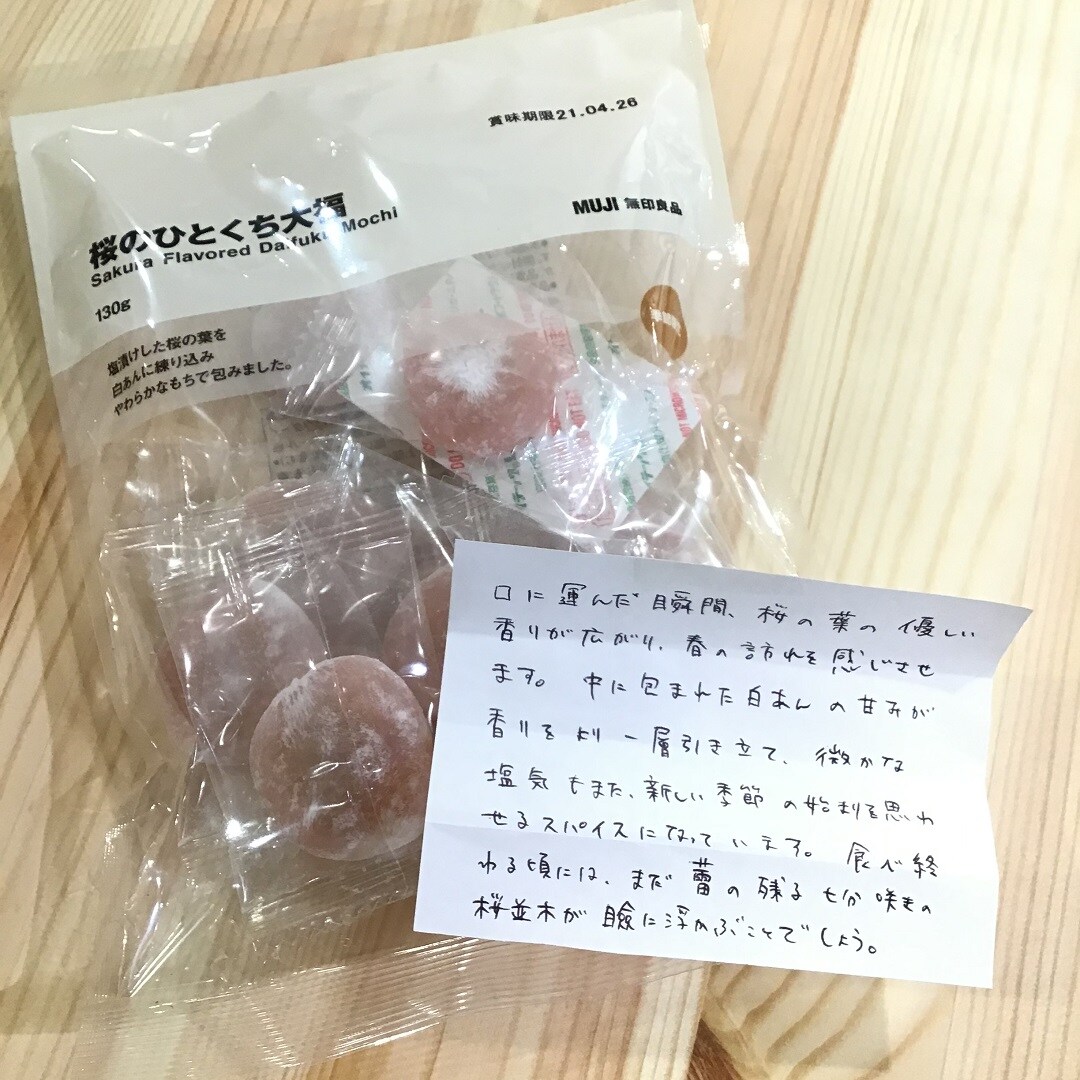 賞味期限21.04.26
MUJI 無印良品
桜のひとくち大福
Sakura Flavored Daifuku Mochi
130g
塩漬けした桜の葉を
白あんに練り込み
やわらかなもちで包みました。
口に運んだ瞬間、桜の葉の優しい
香りが広がり、春の訪れを感じさせ
ます。中に包まれた白あんの甘みが
香りをより一層引き立て、微かな
塩気もまた、新しい季節の始まりを思わ
せるスパイスになっています。食べ終
わる頃には、まだ蕾の残る七分咲きの
桜並木が瞼に浮かぶことでしょう。